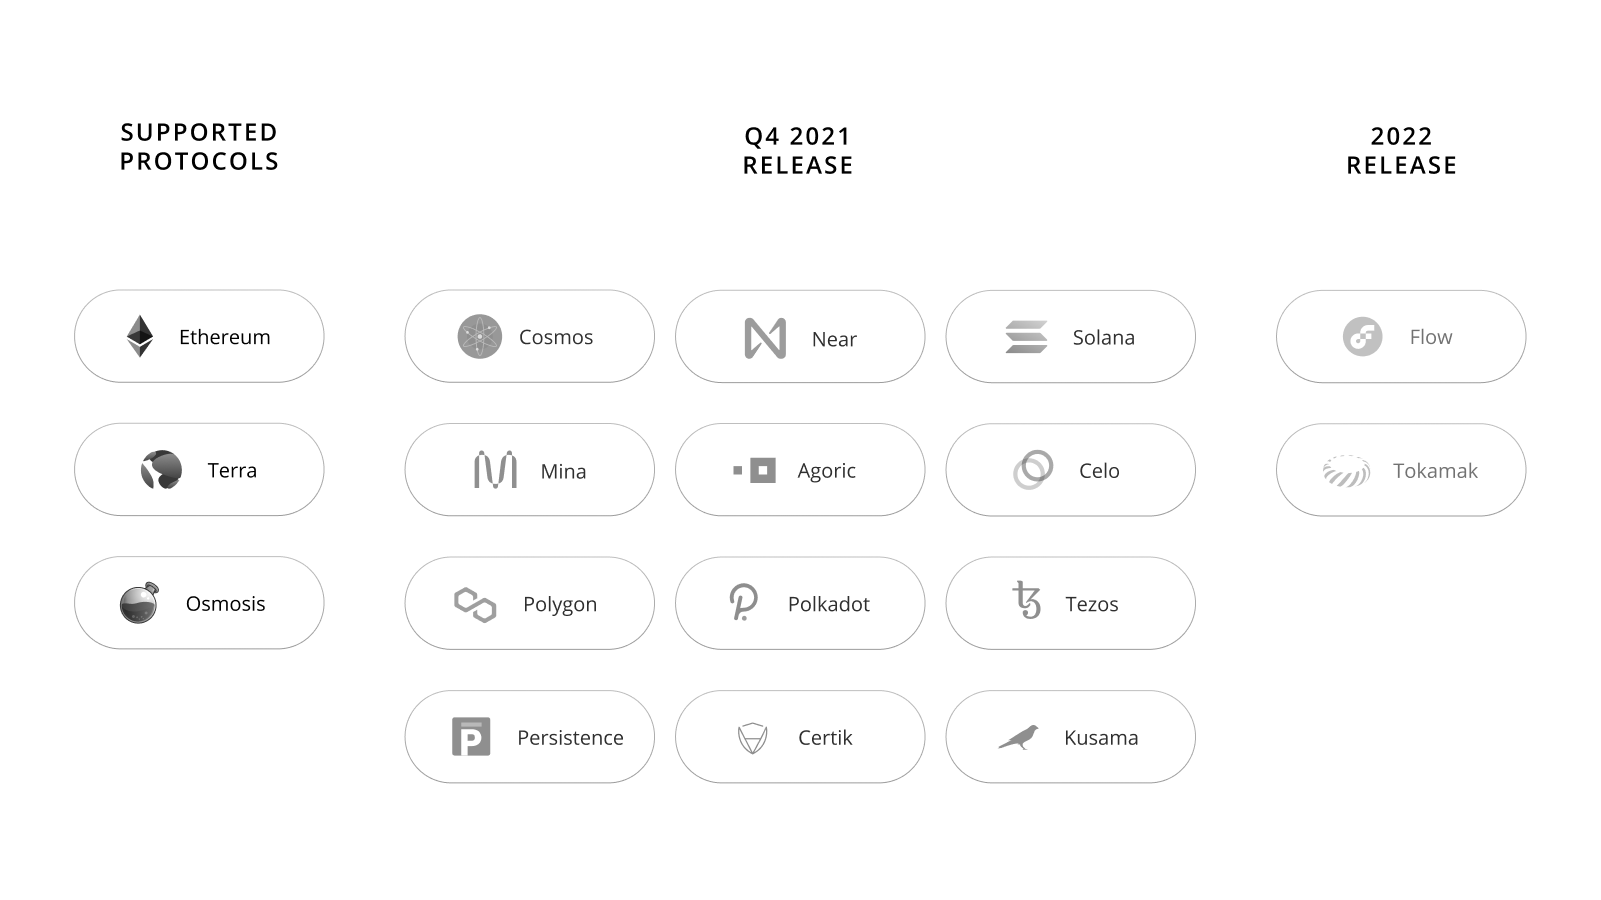 SUPPORTED
PROTOCOLS
Q4 2021
RELEASE
2022
RELEASE
Ethereum
Cosmos
Near
Solana
Flow
Terra
Mina
Agoric
Celo
Tokamak
Osmosis
Polygon
Polkadot
Tezos
Persistence
Certik
Kusama